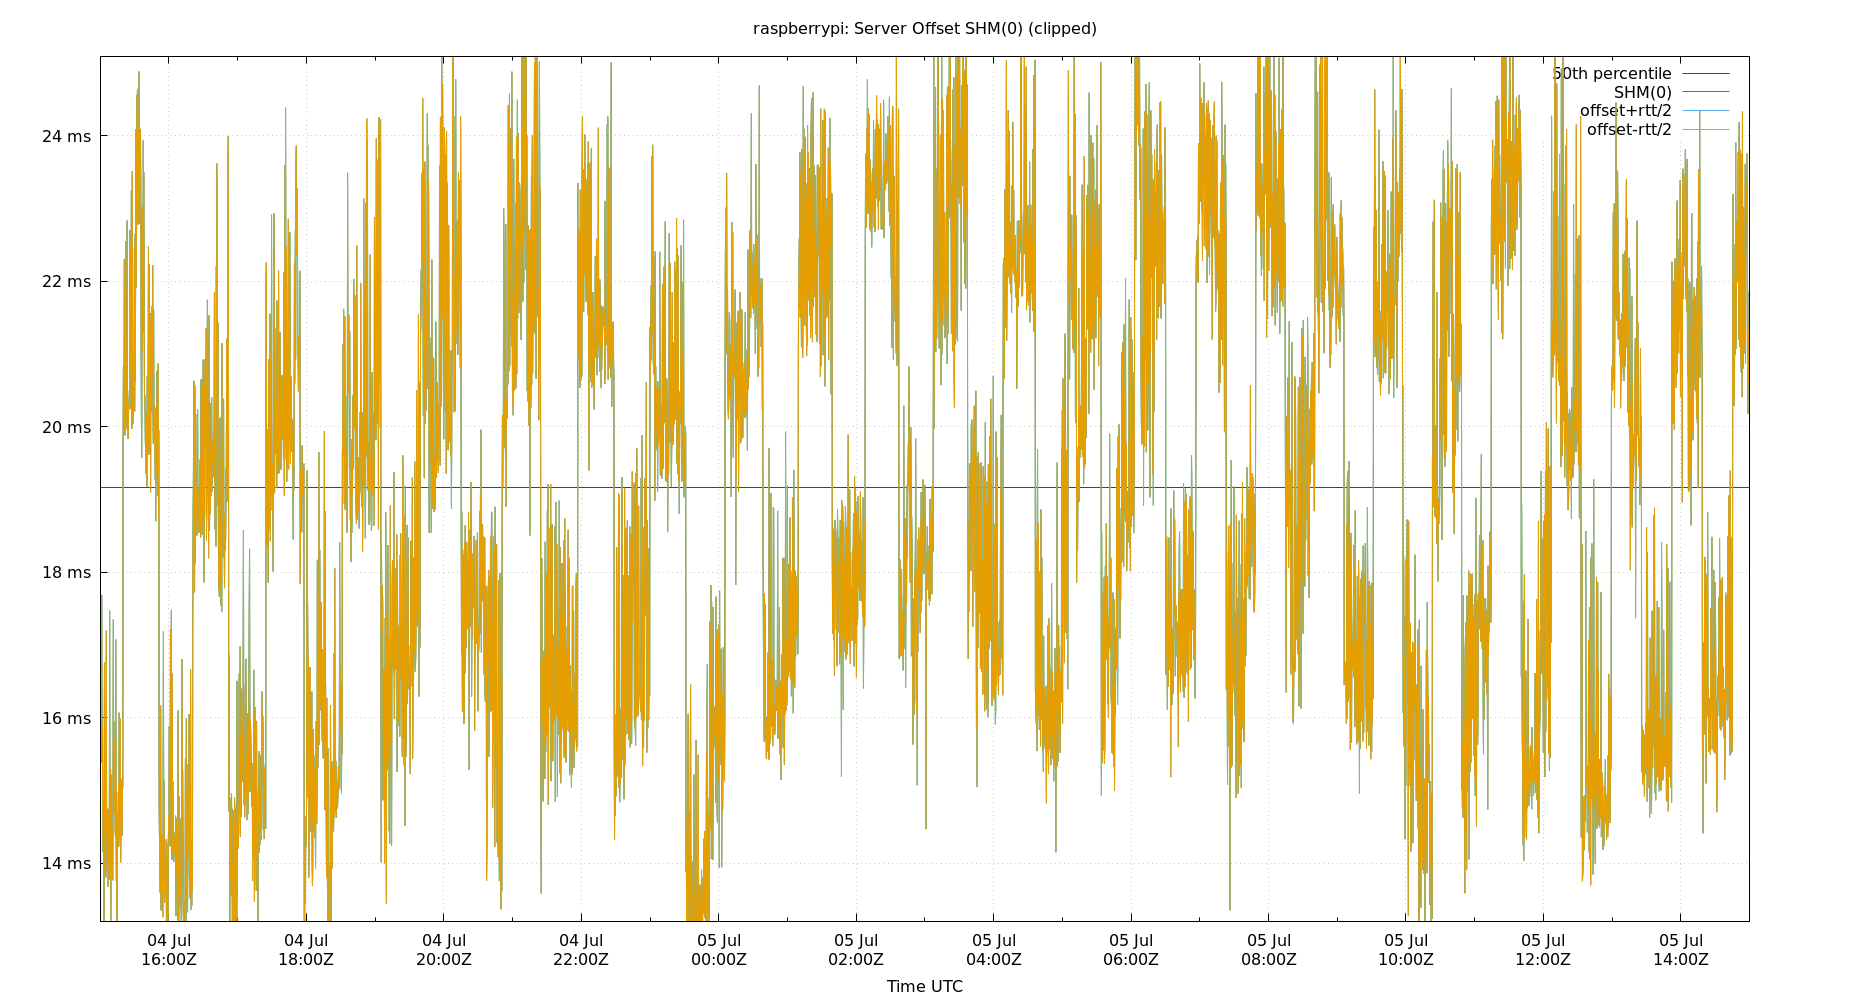 raspberrypi: Server Offset SHM(0) (clipped)
50th percentile
SHM(0)
offset+rtt/2
offset-rtt/2
24 ms
22 ms
20 ms
18 ms
16 ms
14 ms
04 Jul 04 Jul 04 Jul 04 Jul 05 Jul 05 Jul 05 Jul 05 Jul 05 Jul 05 Jul 05 Jul 05 Jul
16:00Z 18:00Z 20:00Z 22:00Z 00:00Z 02:00Z 04:00Z 06:00Z 08:00Z 10:00Z 12:00Z 14:00Z
Time UTC